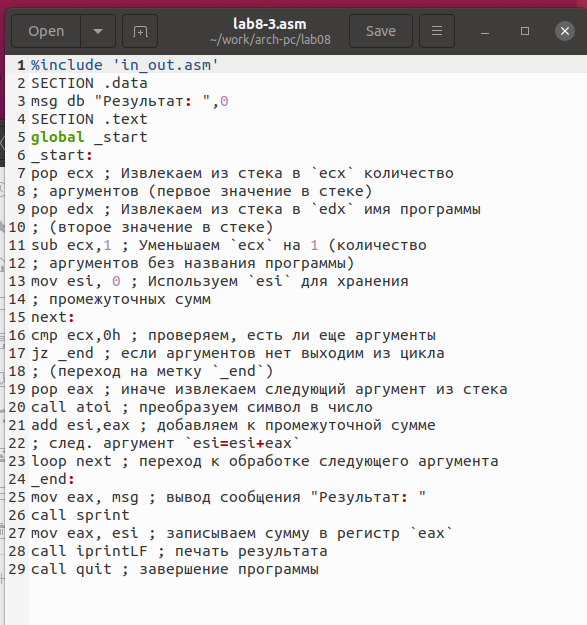 lab8-3.asm
Open
~/work/arch-pc/lab08
Save
1 %include 'in_out.asm'
2 SECTION .data
3 msg db "Результат: ",0
4 SECTION .text
5 global _start
6 _start:
7 pop ecx ; Извлекаем из стека в `ecx` количество
8 ; аргументов (первое значение в стеке)
9 pop edx ; Извлекаем из стека в `edx` имя программы
10 ; (второе значение в стеке)
11 sub ecx,1 ; Уменьшаем `ecx` на 1 (количество
12 ; аргументов без названия программы)
13 mov esi, 0 ; Используем `esi` для хранения
14 ; промежуточных сумм
15 next:
16 cmp ecx,0h ; проверяем, есть ли еще аргументы
17 jz _end ; если аргументов нет выходим из цикла
18 ; (переход на метку `_end`)
19 pop eax ; иначе извлекаем следующий аргумент из стека
20 call atoi ; преобразуем символ в число
21 add esi,eax ; добавляем к промежуточной сумме
22 ; след. аргумент `esi=esi+eax`
23 loop next ; переход к обработке следующего аргумента
24 _end:
25 mov eax, msg ; вывод сообщения "Результат: "
26 call sprint
27 mov eax, esi ; записываем сумму в регистр `eax`
28 call iprintLF ; печать результата
29 call quit ; завершение программы